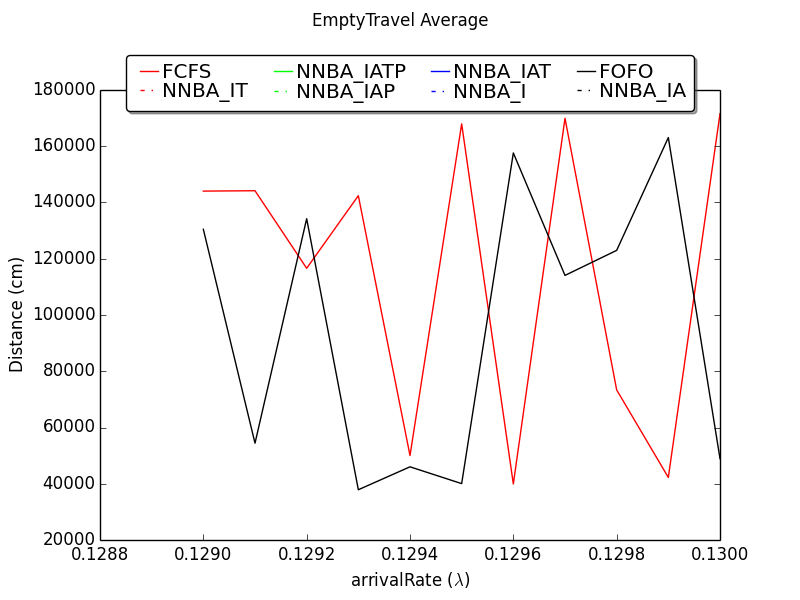 EmptyTravel Average
FCFS NNBA_IATP NNBA_IAT FOFO
NNBA_IT NNBA_IAP NNBA_I NNBA_IA
180000
160000
140000
120000
100000
80000
60000
40000
20000
Distance (cm)
0.1288 0.1290 0.1292 0.1294 0.1296 0.1298 0.1300
arrivalRate (λ)